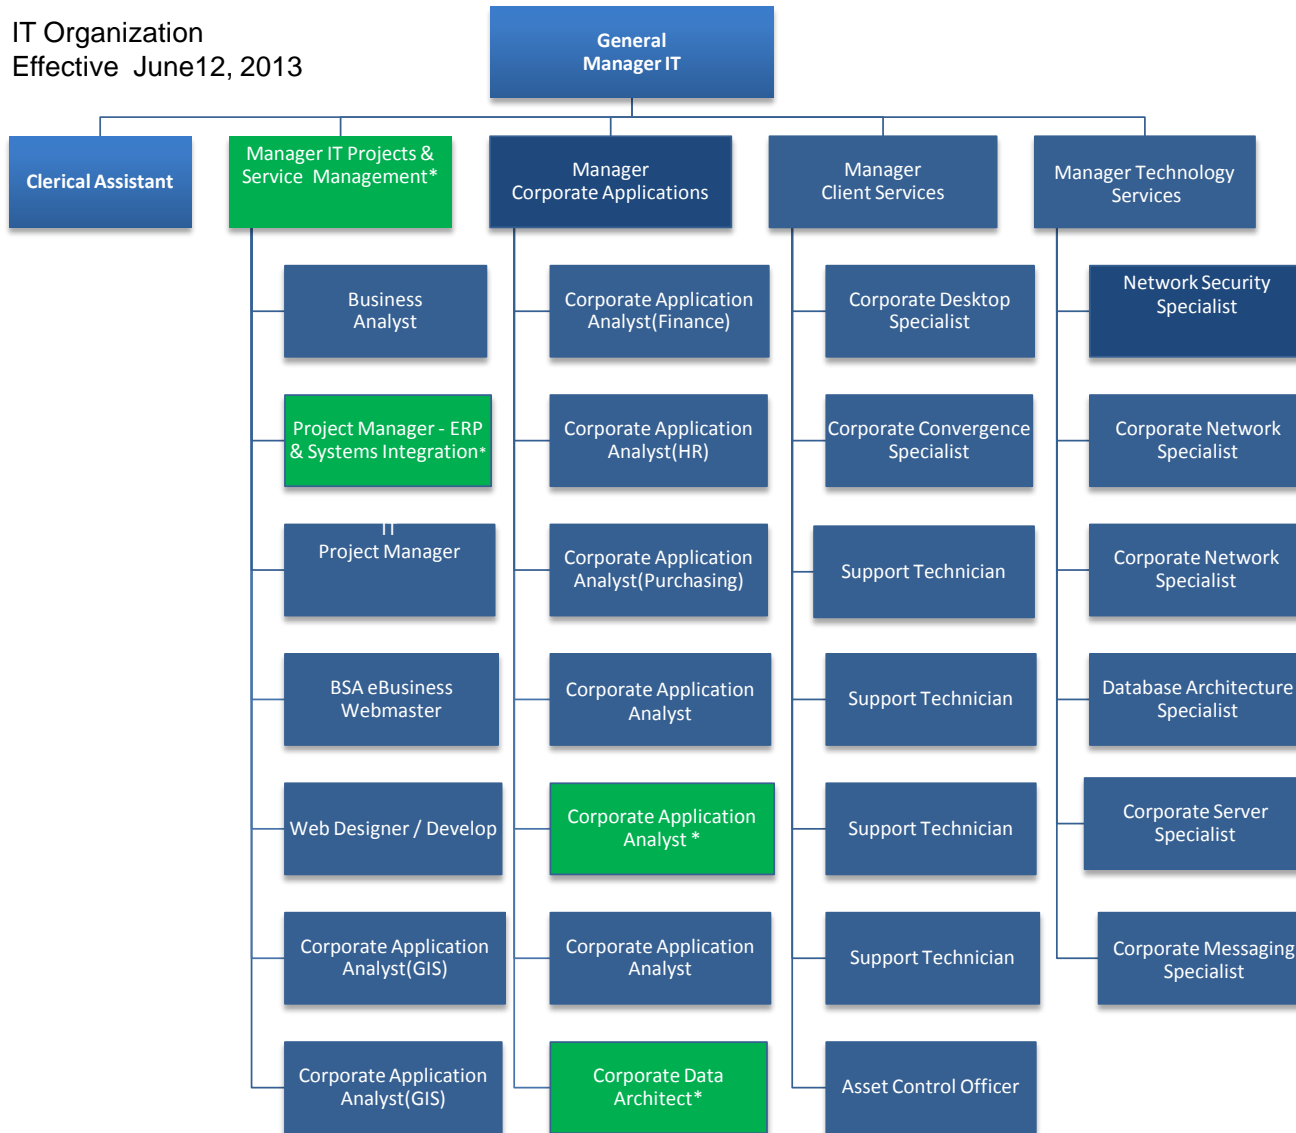 IT Organization
Effective June12, 2013
General
Manager IT
Clerical Assistant
Manager IT Projects &
Service Management*
Manager
Corporate Applications
Manager
Client Services
Manager Technology
Services
Business
Analyst
Project Manager - ERP
& Systems Integration*
IT
Project Manager
BSA eBusiness
Webmaster
Web Designer / Develop
Corporate Application
Analyst(GIS)
Corporate Application
Analyst(GIS)
Corporate Application
Analyst(Finance)
Corporate Application
Analyst(HR)
Corporate Application
Analyst(Purchasing)
Corporate Application
Analyst
Corporate Application
Analyst *
Corporate Application
Analyst
Corporate Data
Architect*
Corporate Desktop
Specialist
Corporate Convergence
Specialist
Support Technician
Support Technician
Support Technician
Support Technician
Asset Control Officer
Network Security
Specialist
Corporate Network
Specialist
Corporate Network
Specialist
Database Architecture
Specialist
Corporate Server
Specialist
Corporate Messaging
Specialist